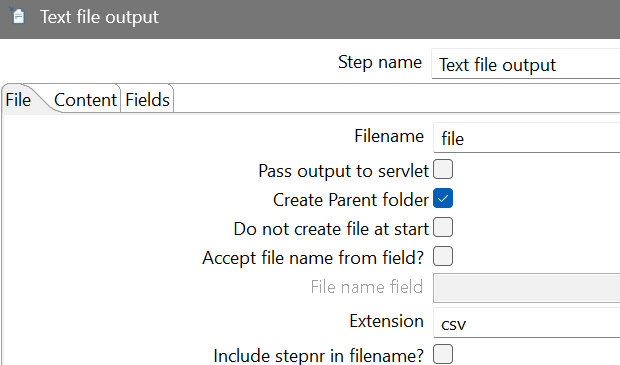 Text file output
Step name Text file output
File Content Fields
Filename file
Pass output to servlet
Create Parent folder
Do not create file at start
Accept file name from field?
File name field
Extension csv
Include stepnr in filename?